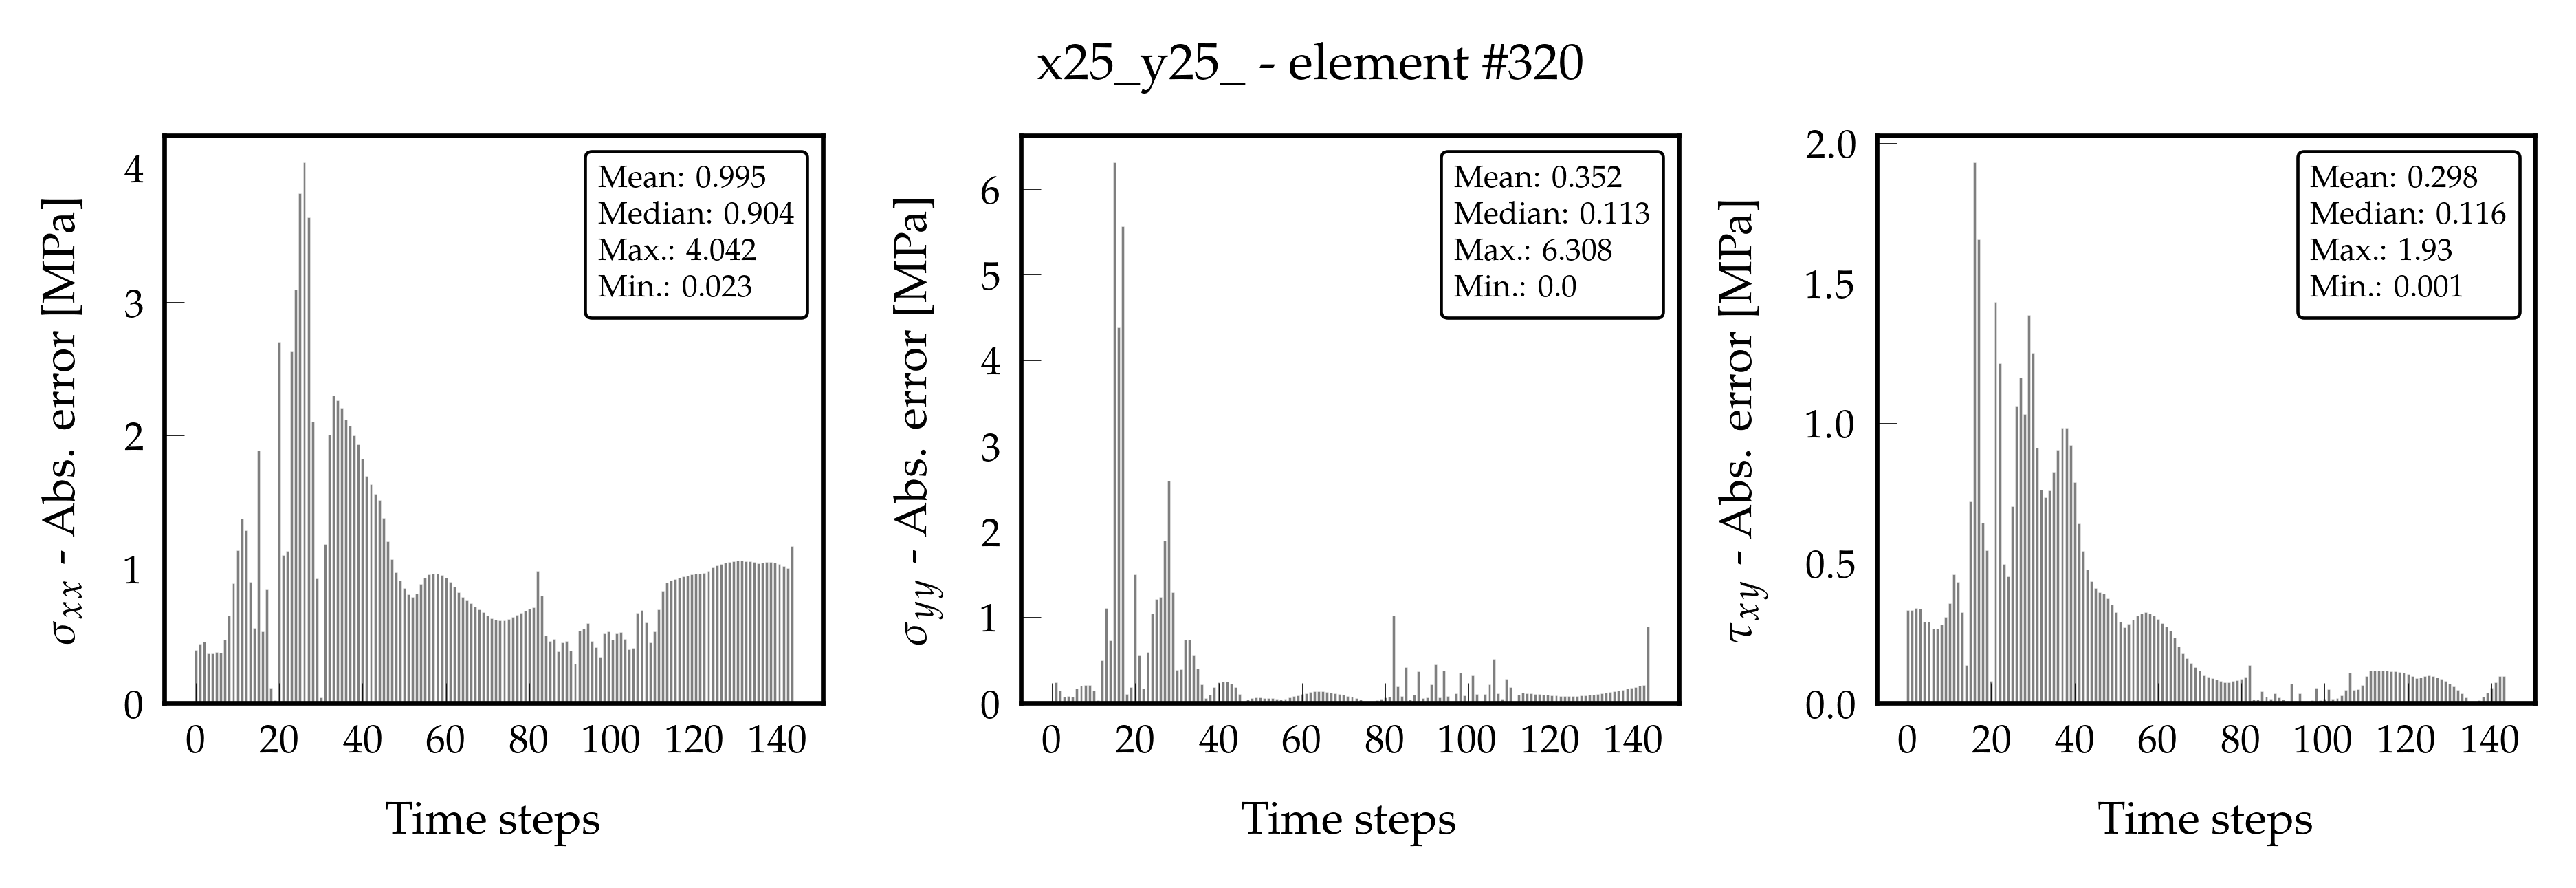 x25_y25_ - element #320
σxx - Abs. error [MPa]
4
3
2
1
0
Mean: 0.995
Median: 0.904
Max.: 4.042
Min.: 0.023
0 20 40 60 80 100 120 140
Time steps
σyy - Abs. error [MPa]
6
5
4
3
2
1
0
Mean: 0.352
Median: 0.113
Max.: 6.308
Min.: 0.0
0 20 40 60 80 100 120 140
Time steps
τxy - Abs. error [MPa]
2.0
1.5
1.0
0.5
0.0
Mean: 0.298
Median: 0.116
Max.: 1.93
Min.: 0.001
0 20 40 60 80 100 120 140
Time steps